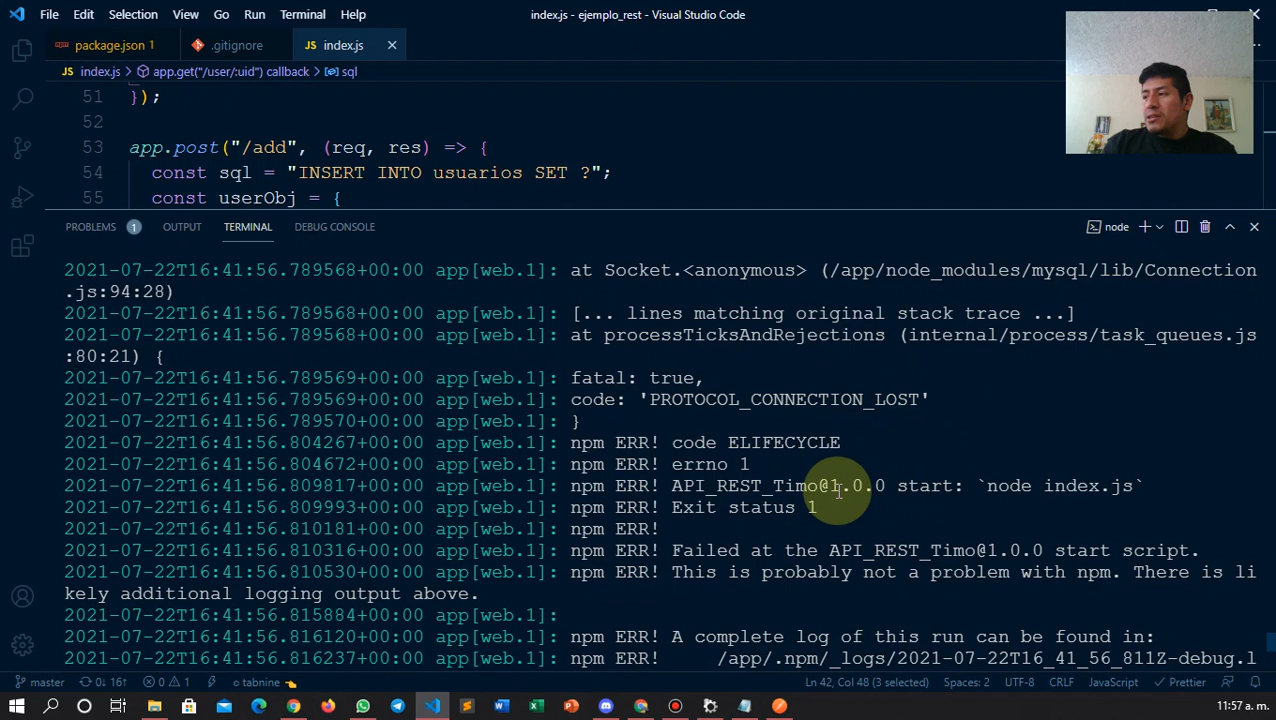 File Edit Selection View Go Run Terminal Help
index.js - ejemplo_rest - Visual Studio Code
package.json 1 .gitignore JS index.js
JS index.js > app.get("/user/:uid") callback > sql
51 });
52
53 app.post("/add", (req, res) => {
54 const sql = "INSERT INTO usuarios SET ?";
55 const userObj = {
PROBLEMS 1 OUTPUT TERMINAL DEBUG CONSOLE node
2021-07-22T16:41:56.789568+00:00 app[web.1]: at Socket.<anonymous> (/app/node_modules/mysql/lib/Connection
.js:94:28)
2021-07-22T16:41:56.789568+00:00 app[web.1]: [... lines matching original stack trace ...]
2021-07-22T16:41:56.789569+00:00 app[web.1]: at processTicksAndRejections (internal/process/task_queues.js
:80:21) {
2021-07-22T16:41:56.789569+00:00 app[web.1]: fatal: true,
2021-07-22T16:41:56.789569+00:00 app[web.1]: code: 'PROTOCOL_CONNECTION_LOST'
2021-07-22T16:41:56.789570+00:00 app[web.1]: }
2021-07-22T16:41:56.804267+00:00 app[web.1]: npm ERR! code ELIFECYCLE
2021-07-22T16:41:56.804672+00:00 app[web.1]: npm ERR! errno 1
2021-07-22T16:41:56.809817+00:00 app[web.1]: npm ERR! API_REST_Timo@1.0.0 start: `node index.js`
2021-07-22T16:41:56.809993+00:00 app[web.1]: npm ERR! Exit status 1
2021-07-22T16:41:56.810181+00:00 app[web.1]: npm ERR!
2021-07-22T16:41:56.810316+00:00 app[web.1]: npm ERR! Failed at the API_REST_Timo@1.0.0 start script.
2021-07-22T16:41:56.810530+00:00 app[web.1]: npm ERR! This is probably not a problem with npm. There is li
kely additional logging output above.
2021-07-22T16:41:56.815884+00:00 app[web.1]:
2021-07-22T16:41:56.816120+00:00 app[web.1]: npm ERR! A complete log of this run can be found in:
2021-07-22T16:41:56.816237+00:00 app[web.1]: npm ERR! /app/.npm/_logs/2021-07-22T16_41_56_811Z-debug.l
master 0↓ 16↑ 0 1 tabnine Ln 42, Col 48 (3 selected) Spaces: 2 UTF-8 CRLF JavaScript Prettier
11:57 a. m.